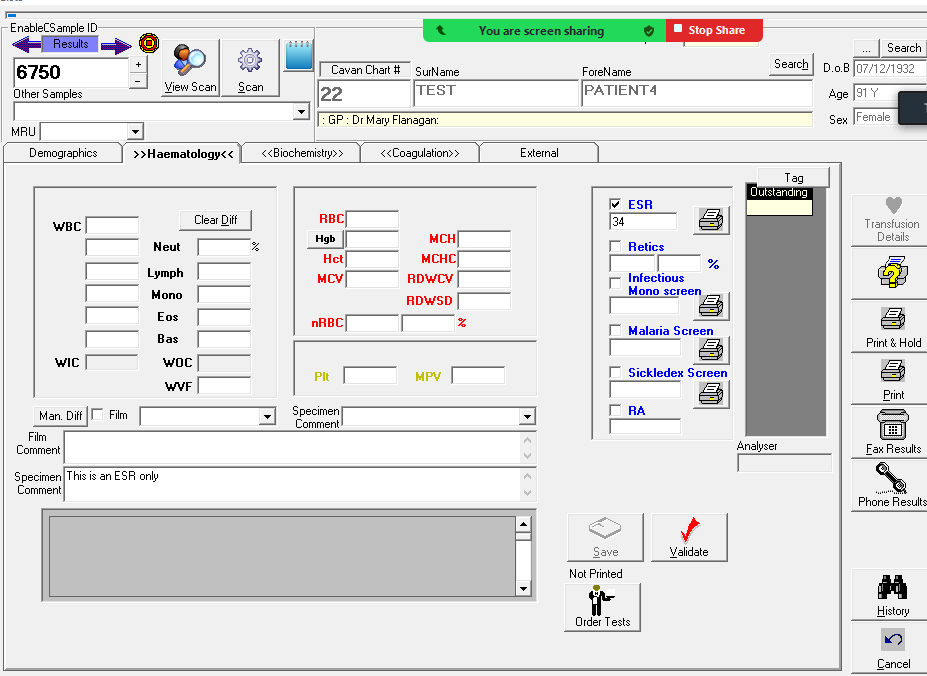 EnableCSample ID
You are screen sharing
Stop Share
Results
... Search
6750
+
-
View Scan
Scan
Cavan Chart #
SurName
ForeName
Search
D.o.B 07/12/1932
22
TEST
PATIENT4
Age 91 Y
Other Samples
: GP : Dr Mary Flanagan:
Sex Female
MRU
Demographics
>>Haematology<<
<<Biochemistry>>
<<Coagulation>>
External
Tag
Outstanding
WBC
Clear Diff
Neut %
Lymph
Mono
Eos
Bas
WIC
WOC
WVF
RBC
Hgb
MCH
Hct
MCHC
MCV
RDWCV
RDWSD
nRBC %
Plt
MPV
ESR
34
Retics
%
Infectious
Mono screen
Malaria Screen
Sickledex Screen
RA
Transfusion
Details
Print & Hold
Print
Fax Results
Phone Results
History
Cancel
Man. Diff
Film
Specimen
Comment
Film
Comment
Specimen
Comment
This is an ESR only
Analyser
Save
Validate
Not Printed
Order Tests